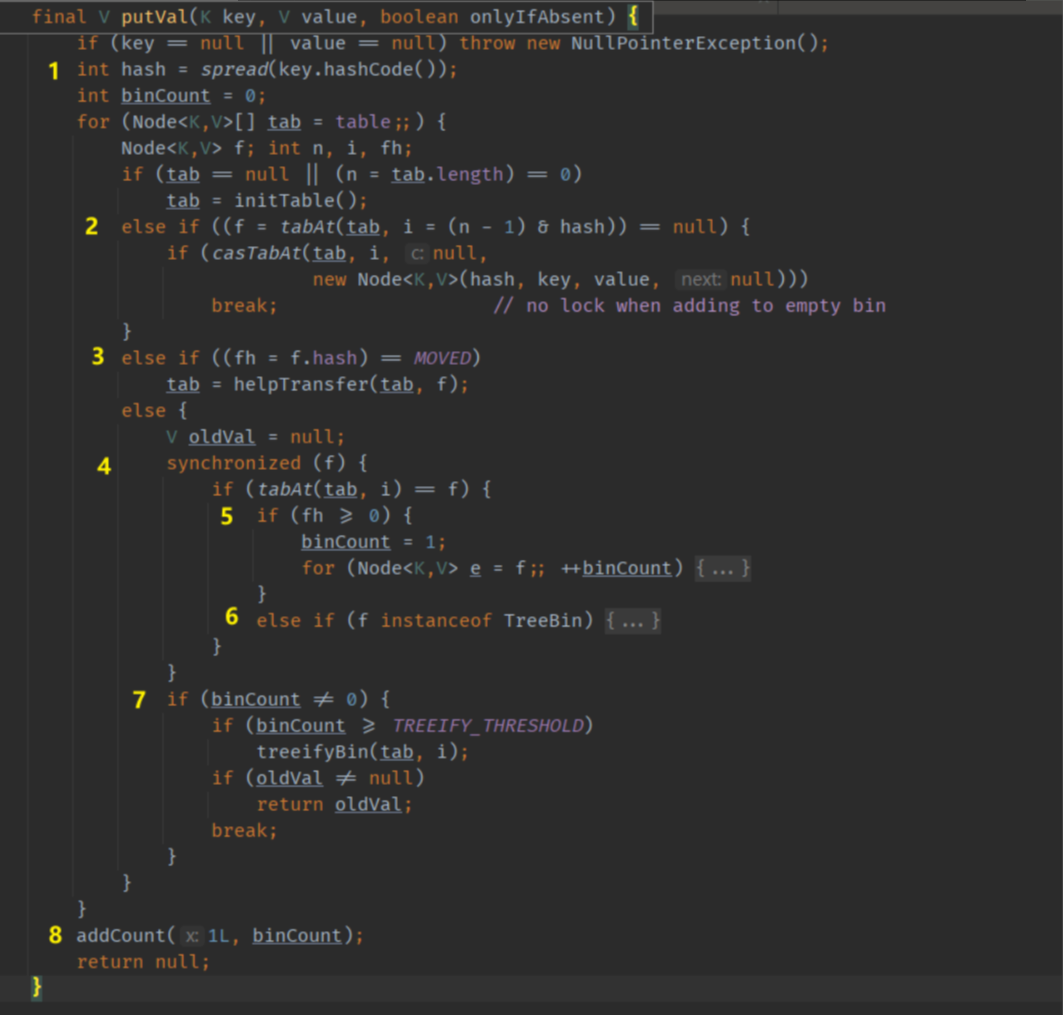 final V putVal(K key, V value, boolean onlyIfAbsent) {
if (key == null || value == null) throw new NullPointerException();
1 int hash = spread(key.hashCode());
int binCount = 0;
for (Node<K,V>[] tab = table;;) {
Node<K,V> f; int n, i, fh;
if (tab == null || (n = tab.length) == 0)
tab = initTable();
2 else if ((f = tabAt(tab, i = (n - 1) & hash)) == null) {
if (casTabAt(tab, i, c: null,
new Node<K,V>(hash, key, value, next: null)))
break; // no lock when adding to empty bin
}
3 else if ((fh = f.hash) == MOVED)
tab = helpTransfer(tab, f);
else {
V oldVal = null;
4 synchronized (f) {
if (tabAt(tab, i) == f) {
5 if (fh >= 0) {
binCount = 1;
for (Node<K,V> e = f;; ++binCount) {...}
}
6 else if (f instanceof TreeBin) {...}
}
}
7 if (binCount != 0) {
if (binCount >= TREEIFY_THRESHOLD)
treeifyBin(tab, i);
if (oldVal != null)
return oldVal;
break;
}
}
}
8 addCount( x: 1L, binCount);
return null;
}